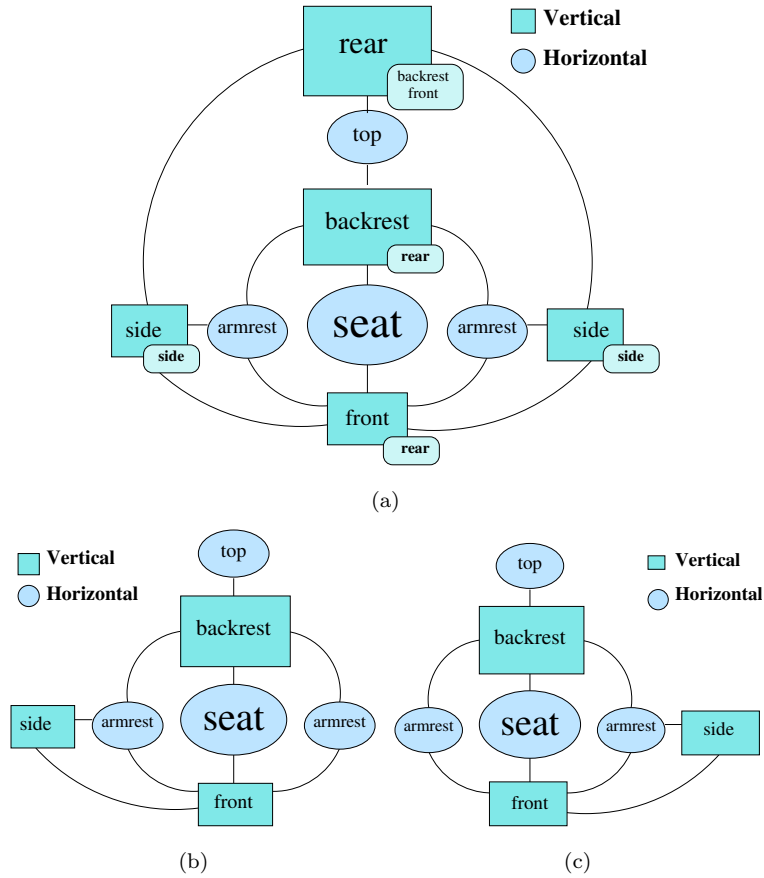 Vertical
Horizontal
rear
backrest
front
top
backrest
rear
side
side
armrest
seat
armrest
side
side
front
rear
(a)
Vertical
Horizontal
top
backrest
side
armrest
seat
armrest
front
(b)
Vertical
Horizontal
top
backrest
armrest
seat
armrest
side
front
(c)